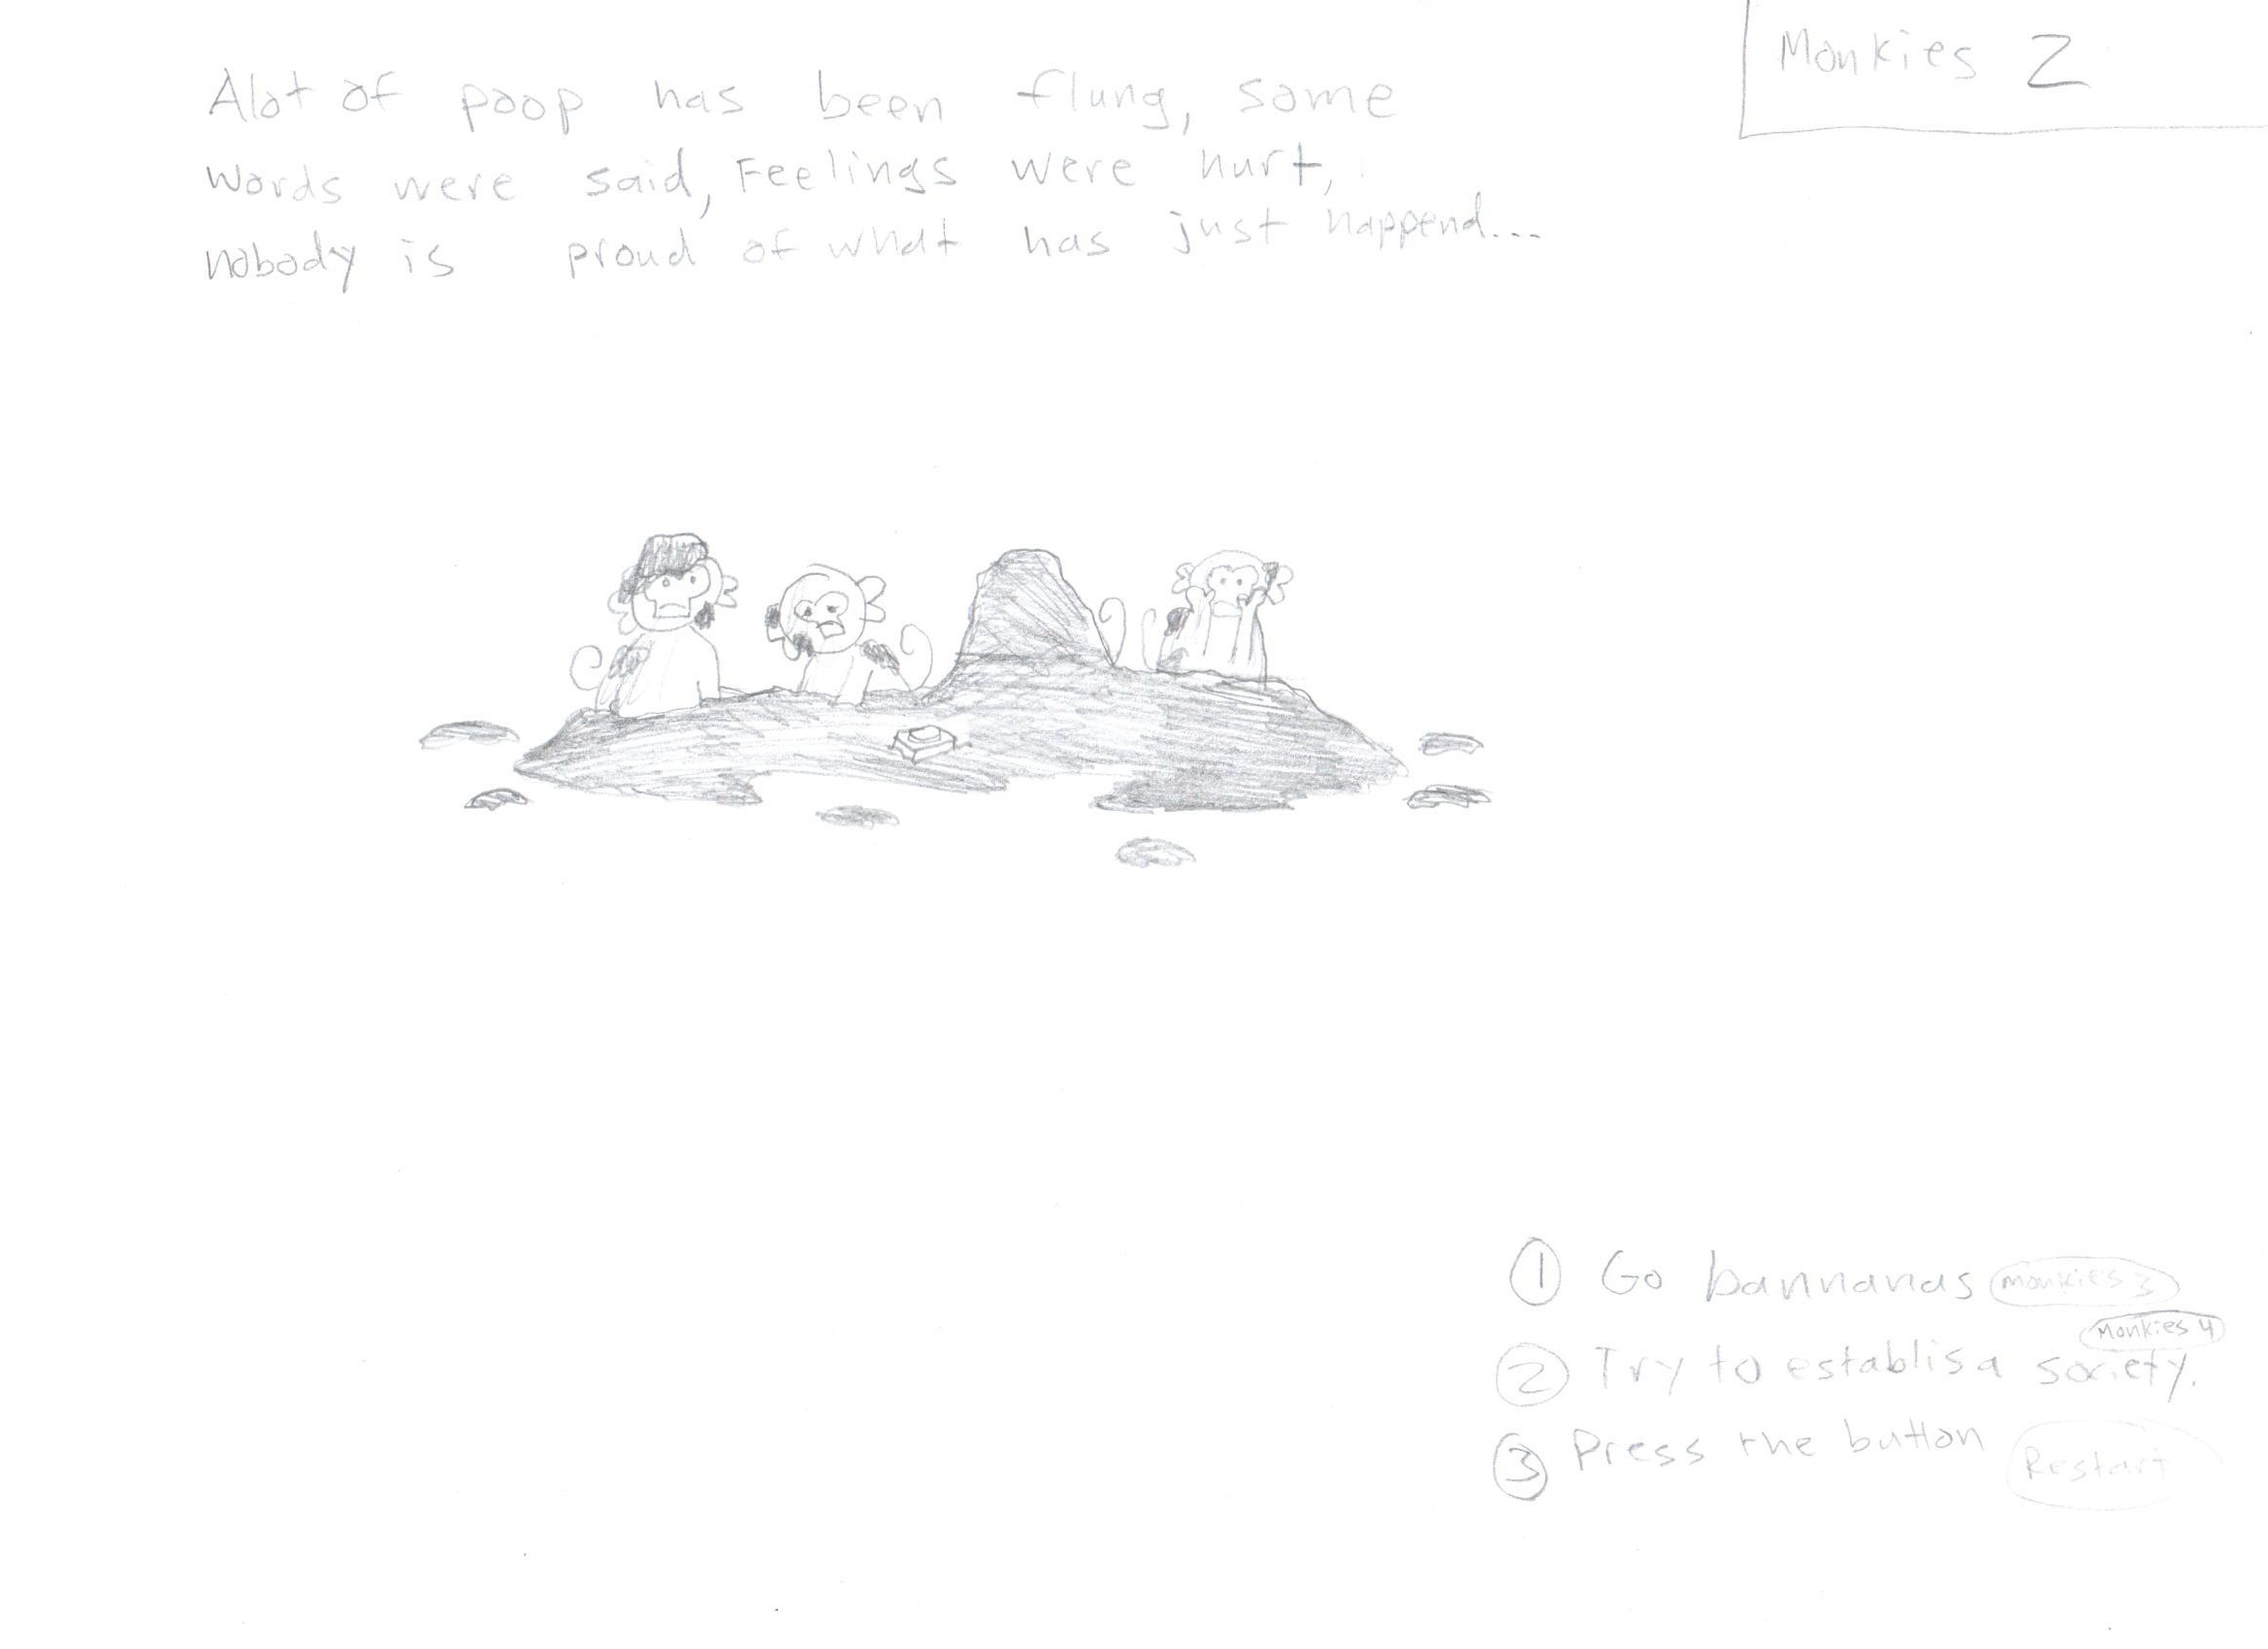 Monkies 2
Alot of poop has been flung, some
words were said, Feelings were hurt,
nobody is proud of what has just happend...
1 Go bannanas Monkies 3
Monkies 4
2 Try to establis a society.
3 Press the button Restart